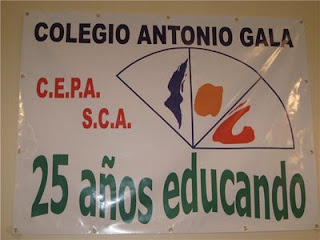 COLEGIO ANTONIO GALA
C.E.P.A.
S.C.A.
25 años educando